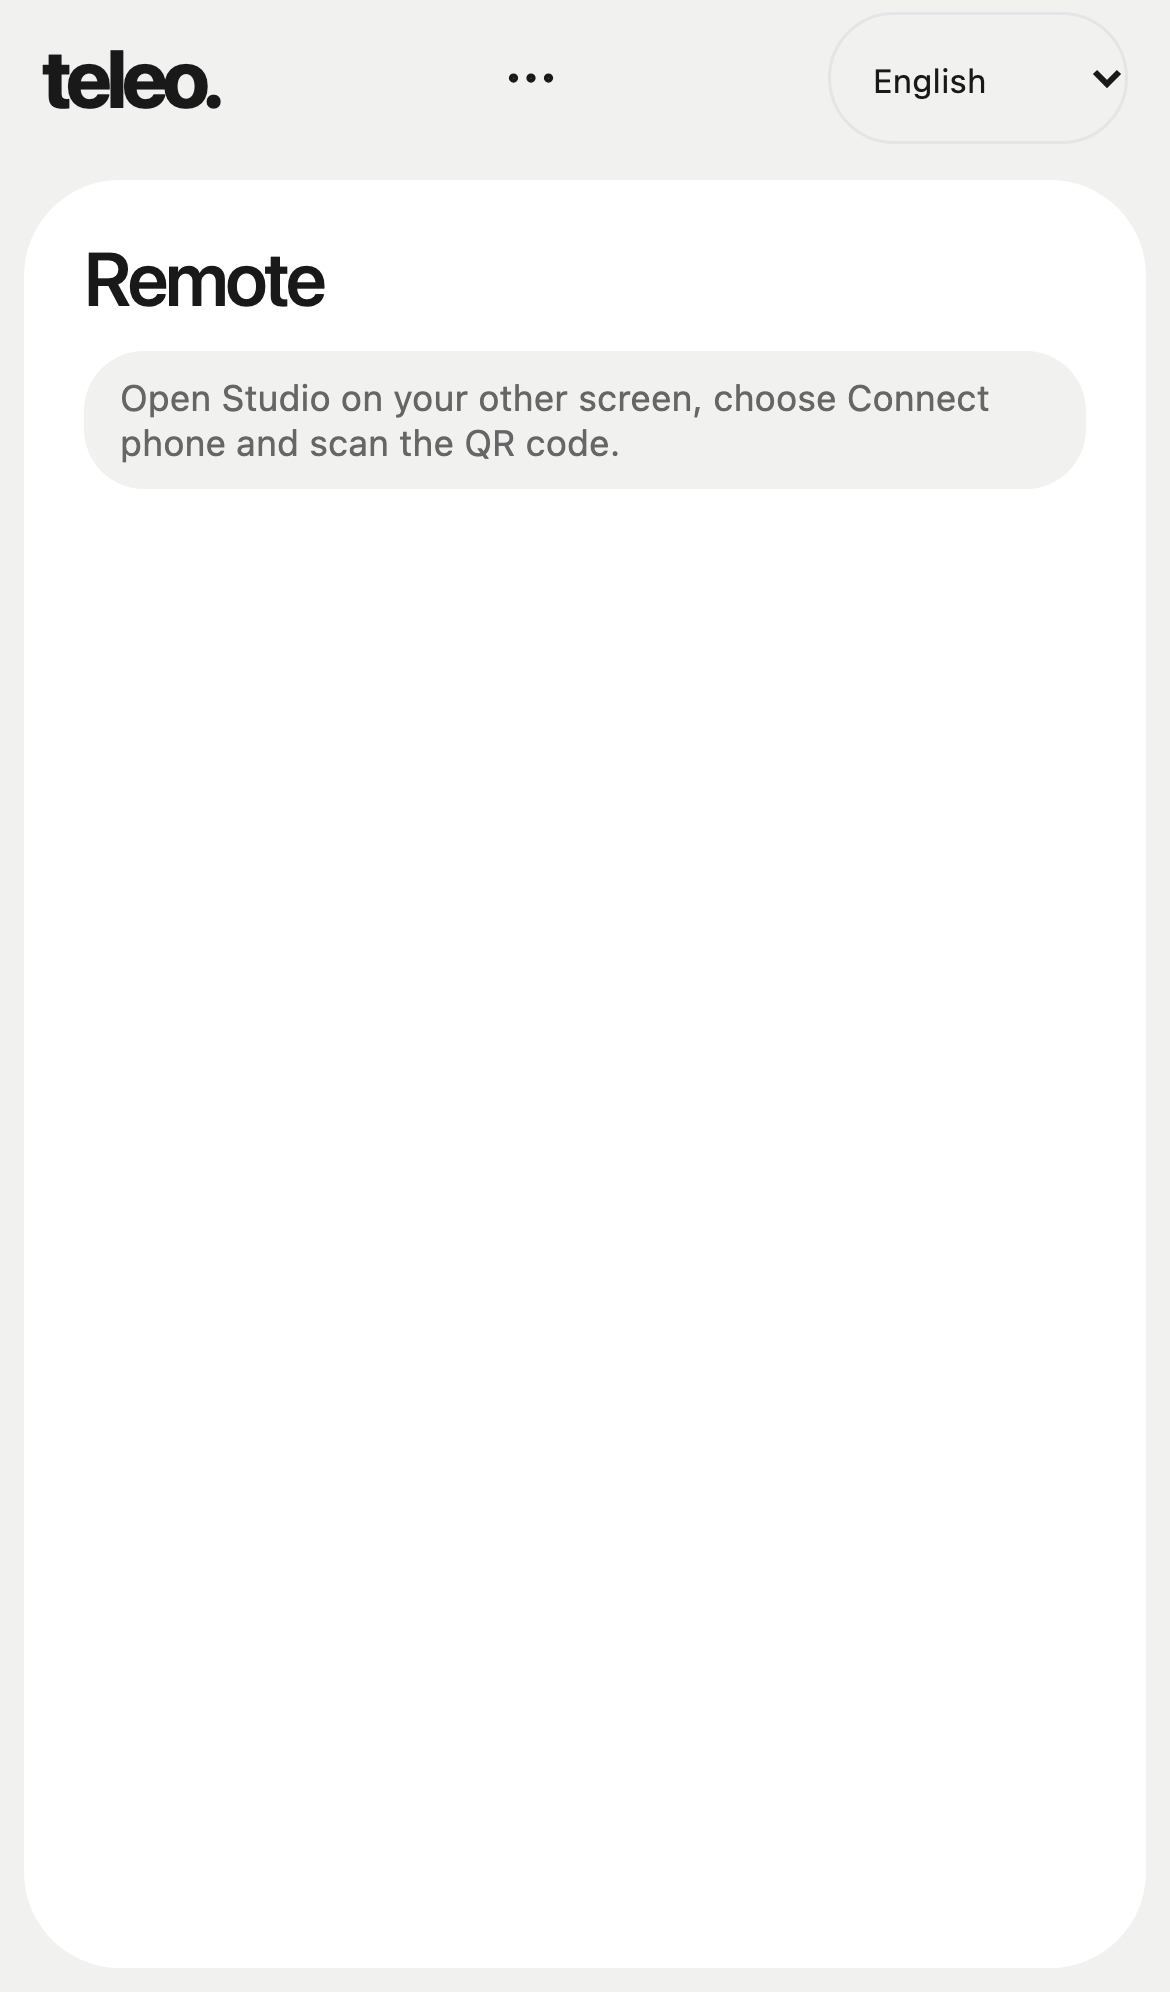 teleo.
English
Remote
Open Studio on your other screen, choose Connect
phone and scan the QR code.